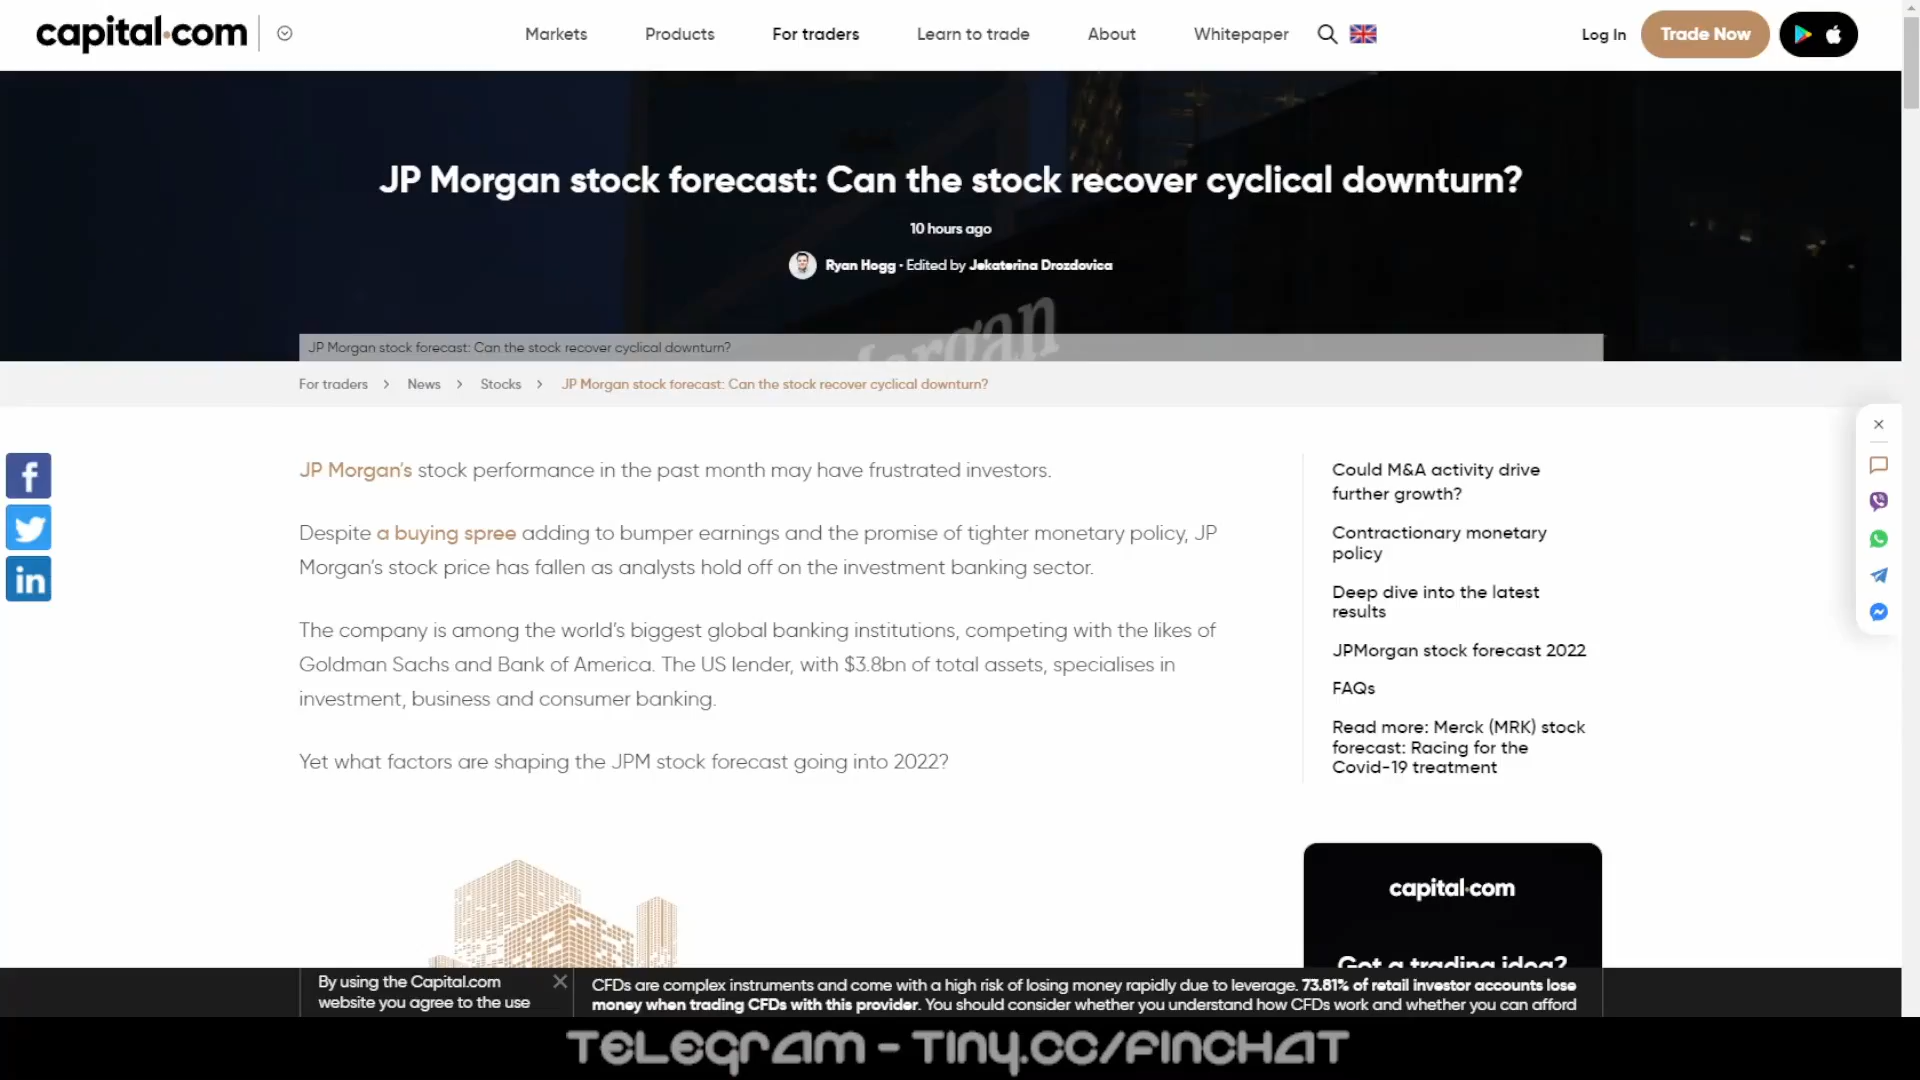 capital.com
Markets
Products
For traders
Learn to trade
About
Whitepaper
Log In
Trade Now
JP Morgan stock forecast: Can the stock recover cyclical downturn?
10 hours ago
Ryan Hogg · Edited by Jekaterina Drozdovica
JP Morgan stock forecast: Can the stock recover cyclical downturn?
For traders > News > Stocks > JP Morgan stock forecast: Can the stock recover cyclical downturn?
JP Morgan's stock performance in the past month may have frustrated investors.
Despite a buying spree adding to bumper earnings and the promise of tighter monetary policy, JP
Morgan's stock price has fallen as analysts hold off on the investment banking sector.
The company is among the world's biggest global banking institutions, competing with the likes of
Goldman Sachs and Bank of America. The US lender, with $3.8bn of total assets, specialises in
investment, business and consumer banking.
Yet what factors are shaping the JPM stock forecast going into 2022?
Could M&A activity drive
further growth?
Contractionary monetary
policy
Deep dive into the latest
results
JPMorgan stock forecast 2022
FAQs
Read more: Merck (MRK) stock
forecast: Racing for the
Covid-19 treatment
capital.com
Got a trading idea?
By using the Capital.com
website you agree to the use
CFDs are complex instruments and come with a high risk of losing money rapidly due to leverage. 73.81% of retail investor accounts lose
money when trading CFDs with this provider. You should consider whether you understand how CFDs work and whether you can afford
TELEGRAM - TINY.CC/FINCHAT